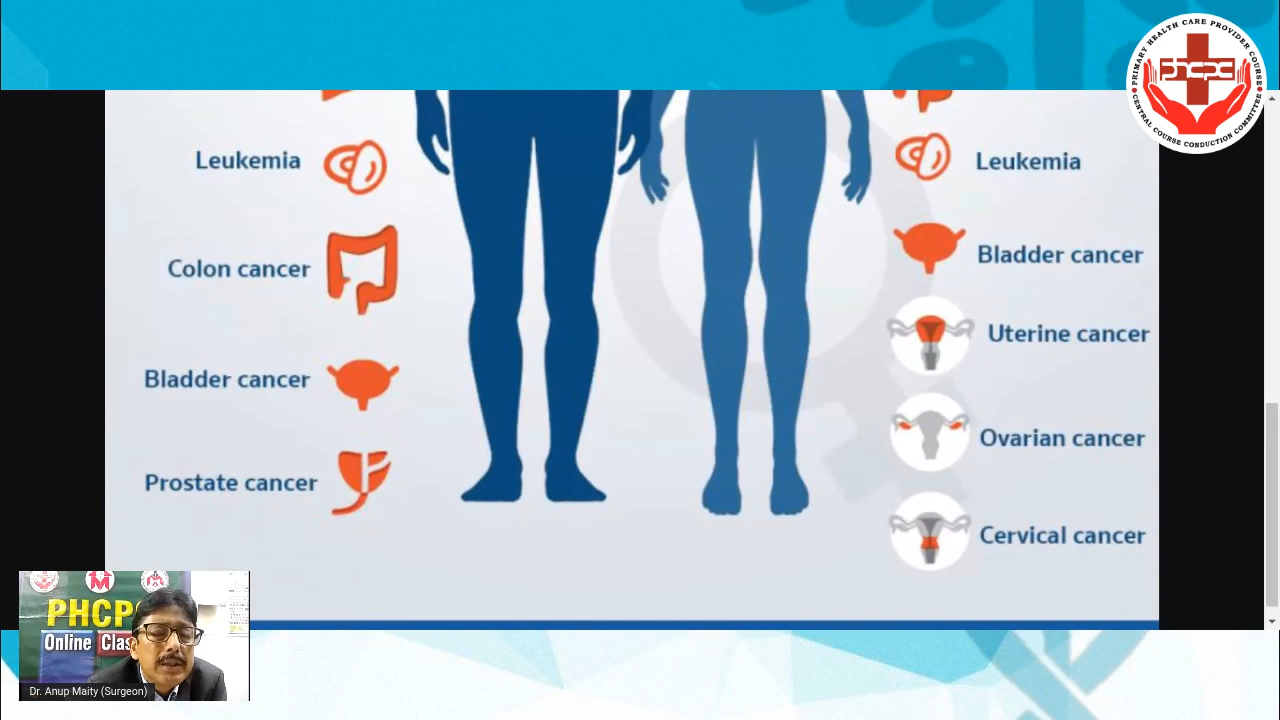 PRIMARY HEALTH CARE PROVIDER COURSE
phcpc
CENTRAL COURSE CONDUCTION COMMITTEE
Leukemia
Colon cancer
Bladder cancer
Prostate cancer
Leukemia
Bladder cancer
Uterine cancer
Ovarian cancer
Cervical cancer
PHCP
Online Clas
Dr. Anup Maity (Surgeon)